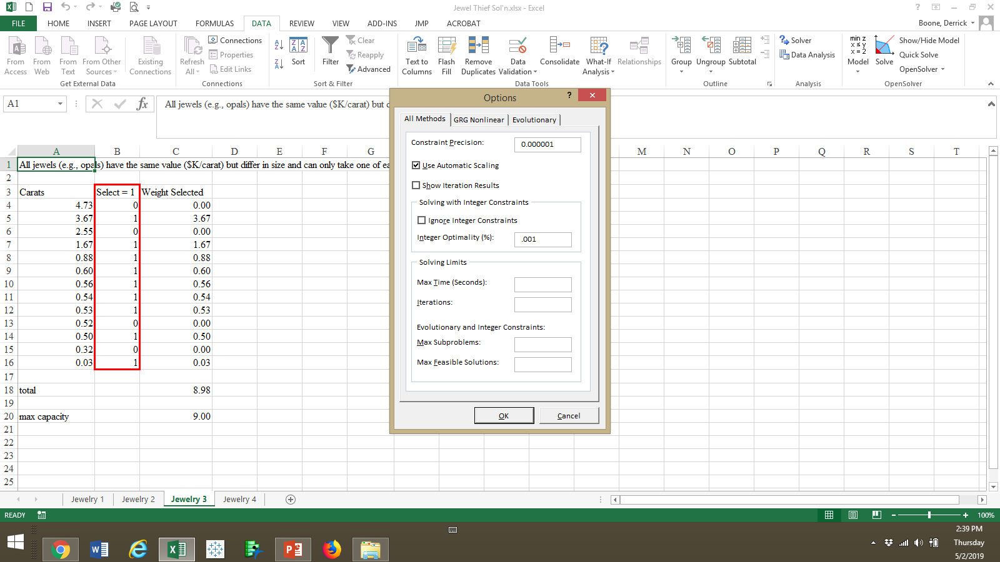 Jewel Thief Sol'n.xlsx - Excel
FILE HOME INSERT PAGE LAYOUT FORMULAS DATA REVIEW VIEW ADD-INS JMP ACROBAT
Boone, Derrick
From Access
From Web
From Text
From Other Sources
Existing Connections
Get External Data
Refresh All
Connections
Properties
Edit Links
Connections
Sort
Filter
Clear
Reapply
Advanced
Sort & Filter
Text to Columns
Flash Fill
Remove Duplicates
Data Validation
Consolidate
What-If Analysis
Relationships
Data Tools
Group
Ungroup
Subtotal
Outline
Solver
Data Analysis
Analysis
min z
x ≤ y
x = 2
Model
Solve
Show/Hide Model
Quick Solve
OpenSolver
OpenSolver
A1
fx
All jewels (e.g., opals) have the same value ($K/carat) but
A B C D E F G M N O P Q R S T
1 All jewels (e.g., opals) have the same value ($K/carat) but differ in size and can only take one of
2
3 Carats Select = 1 Weight Selected
4 4.73 0 0.00
5 3.67 1 3.67
6 2.55 0 0.00
7 1.67 1 1.67
8 0.88 1 0.88
9 0.60 1 0.60
10 0.56 1 0.56
11 0.54 1 0.54
12 0.53 1 0.53
13 0.52 0 0.00
14 0.50 1 0.50
15 0.32 0 0.00
16 0.03 1 0.03
17
18 total 8.98
19
20 max capacity 9.00
21
22
23
24
25
Options
All Methods GRG Nonlinear Evolutionary
Constraint Precision: 0.000001
Use Automatic Scaling
Show Iteration Results
Solving with Integer Constraints
Ignore Integer Constraints
Integer Optimality (%): .001
Solving Limits
Max Time (Seconds):
Iterations:
Evolutionary and Integer Constraints:
Max Subproblems:
Max Feasible Solutions:
OK Cancel
Jewelry 1 Jewelry 2 Jewelry 3 Jewelry 4
READY
100%
2:39 PM
Thursday
5/2/2019